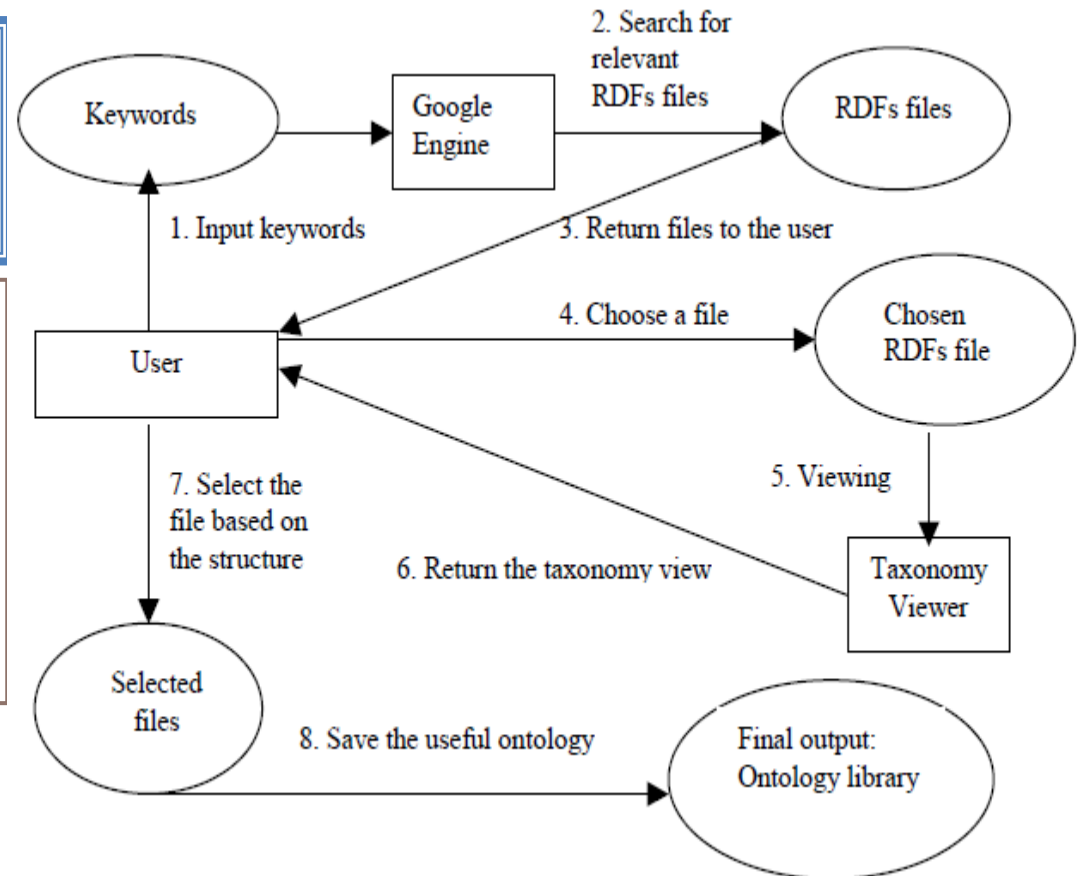 2. Search for
relevant
RDFs files
Keywords
Google
Engine
RDFs files
1. Input keywords
3. Return files to the user
4. Choose a file
Chosen
RDFs file
User
5. Viewing
7. Select the
file based on
the structure
6. Return the taxonomy view
Taxonomy
Viewer
Selected
files
8. Save the useful ontology
Final output:
Ontology library